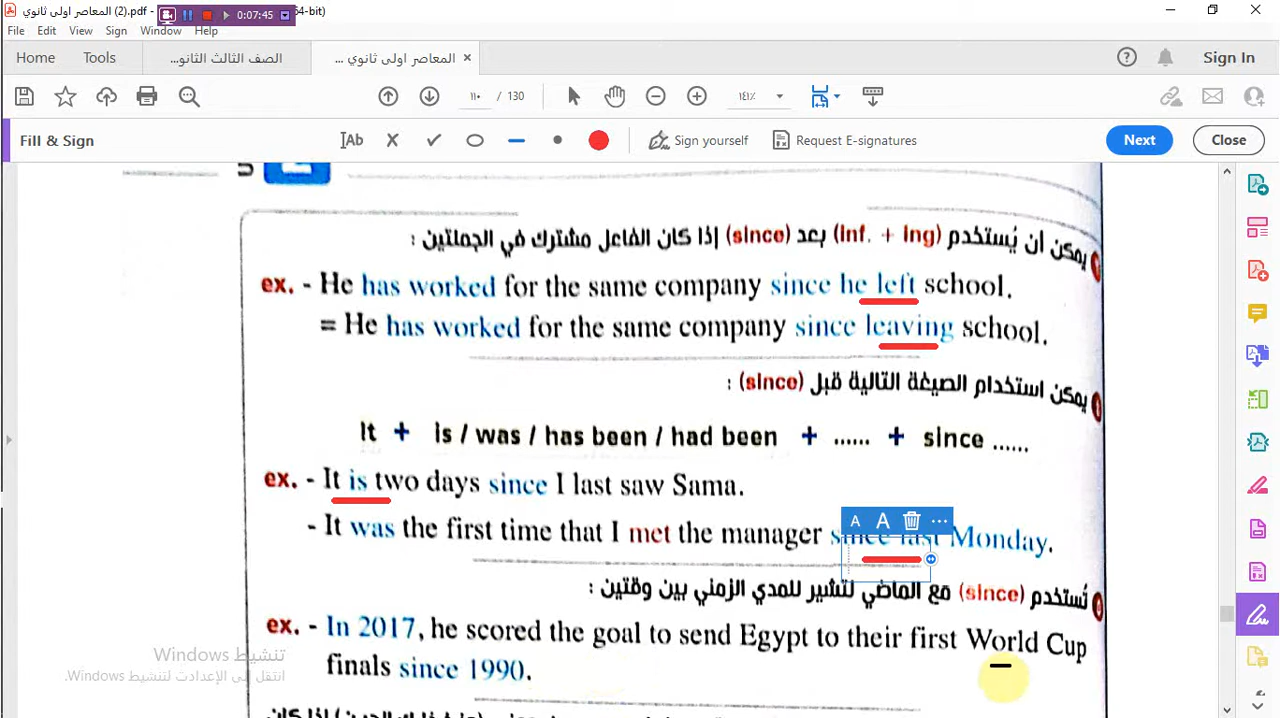 المعاصر اولى ثانوي (2).pdf - 64-bit)
0:07:45
File Edit View Sign Window Help
Home Tools الصف الثالث الثانو... المعاصر اولى ثانوي ...
Sign In
١١٠ / 130
١٤١٪
Fill & Sign
Ab
Sign yourself
Request E-signatures
Next
Close
5
يمكن أن يُستخدم (inf. + ing) بعد (since) إذا كان الفاعل مشترك في الجملتين :
ex. - He has worked for the same company since he left school.
= He has worked for the same company since leaving school.
يمكن استخدام الصيغة التالية قبل (since) :
It + is / was / has been / had been + ...... + since ......
ex. - It is two days since I last saw Sama.
- It was the first time that I met the manager since last Monday.
A A
تُستخدم (since) مع الماضي لتشير للمدي الزمني بين وقتين :
ex. - In 2017, he scored the goal to send Egypt to their first World Cup
finals since 1990.
تنشيط Windows
انتقل إلى الإعدادات لتنشيط Windows.